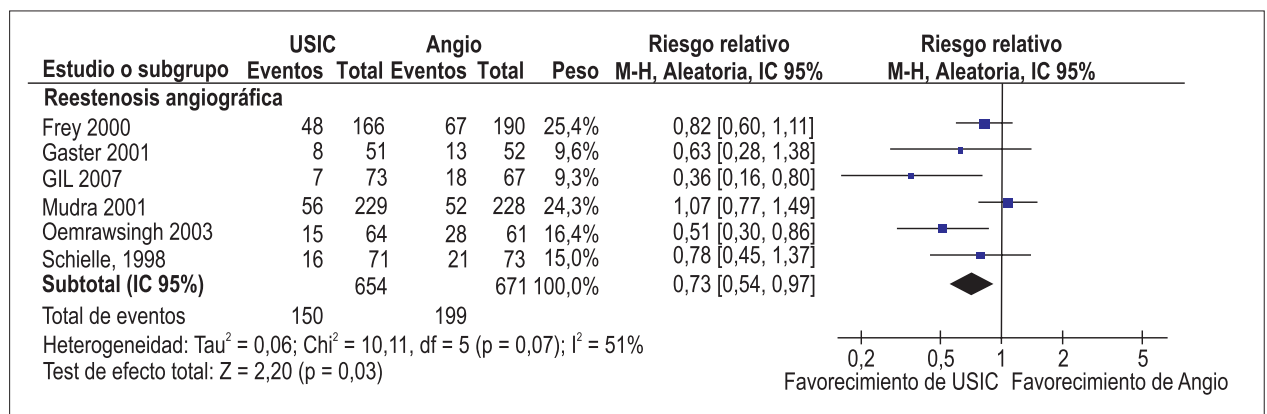 USIC Angio Riesgo relativo Riesgo relativo
Estudio o subgrupo Eventos Total Eventos Total Peso M-H, Aleatoria, IC 95% M-H, Aleatoria, IC 95%
Reestenosis angiográfica
Frey 2000 48 166 67 190 25,4% 0,82 [0,60, 1,11]
Gaster 2001 8 51 13 52 9,6% 0,63 [0,28, 1,38]
GIL 2007 7 73 18 67 9,3% 0,36 [0,16, 0,80]
Mudra 2001 56 229 52 228 24,3% 1,07 [0,77, 1,49]
Oemrawsingh 2003 15 64 28 61 16,4% 0,51 [0,30, 0,86]
Schielle, 1998 16 71 21 73 15,0% 0,78 [0,45, 1,37]
Subtotal (IC 95%) 654 671 100,0% 0,73 [0,54, 0,97]
Total de eventos 150 199
Heterogeneidad: Tau² = 0,06; Chi² = 10,11, df = 5 (p = 0,07); I² = 51%
Test de efecto total: Z = 2,20 (p = 0,03)
0,2 0,5 1 2 5
Favorecimiento de USIC Favorecimiento de Angio